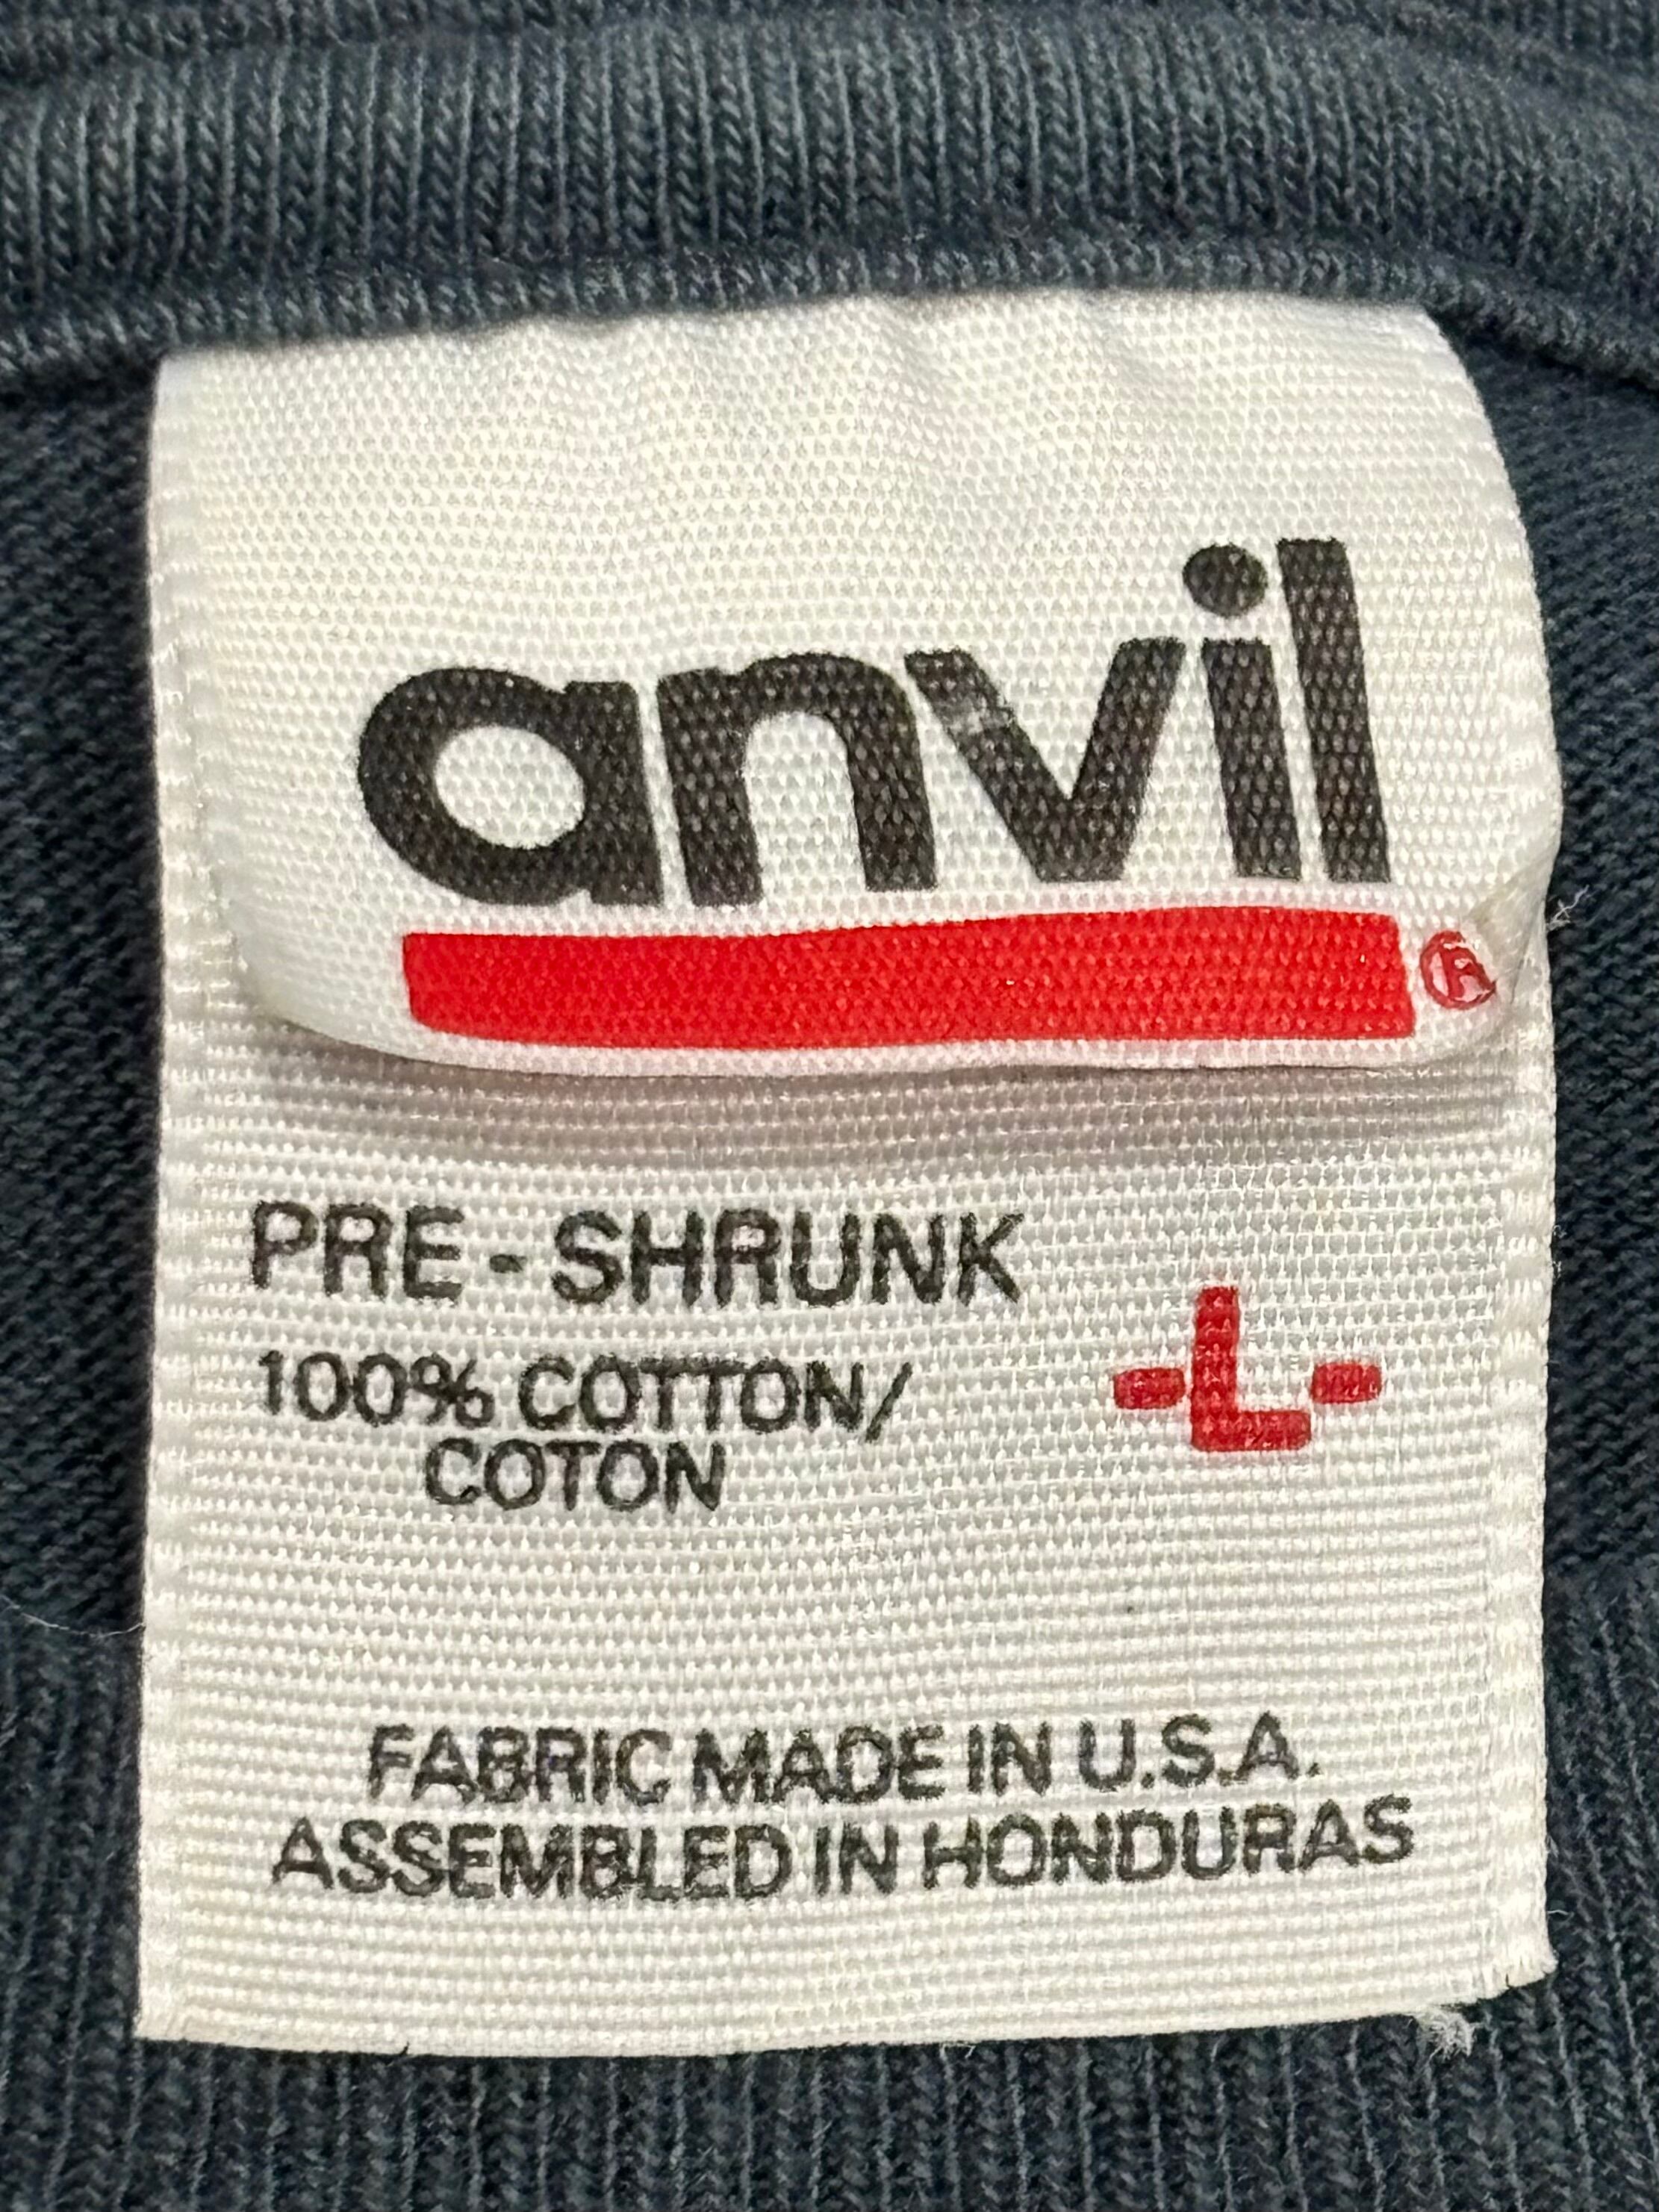 anvil
®
PRE - SHRUNK
100% COTTON/
COTON
-L-
FABRIC MADE IN U.S.A.
ASSEMBLED IN HONDURAS